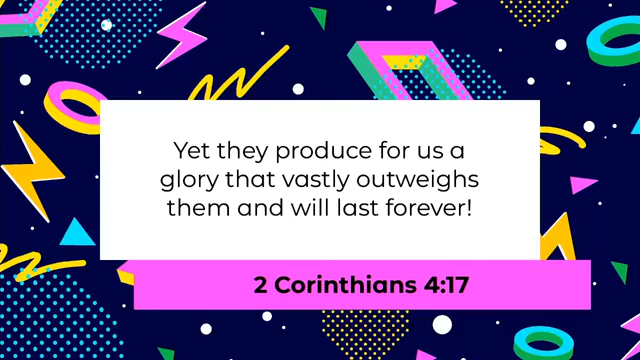 Yet they produce for us a
glory that vastly outweighs
them and will last forever!
2 Corinthians 4:17